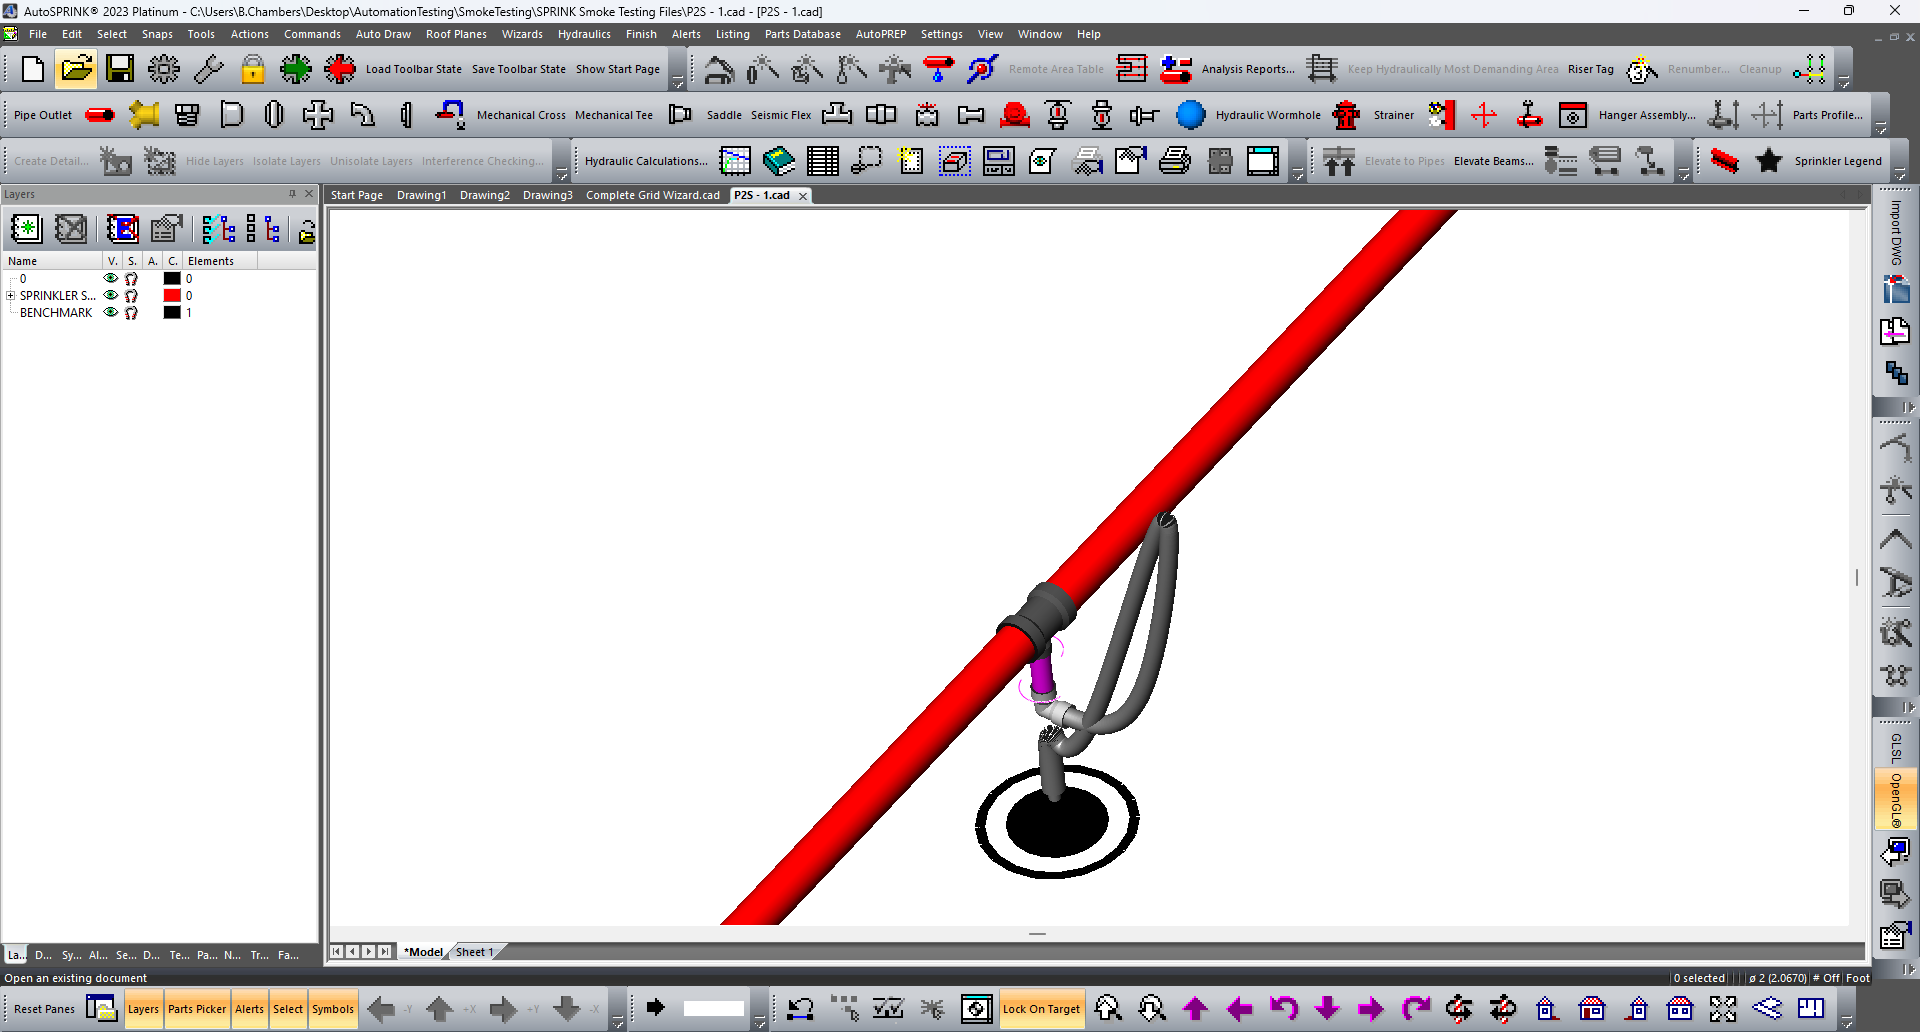 AutoSPRINK® 2023 Platinum - C:\Users\B.Chambers\Desktop\AutomationTesting\SmokeTesting\SPRINK Smoke Testing Files\P2S - 1.cad - [P2S - 1.cad]
File Edit Select Snaps Tools Actions Commands Auto Draw Roof Planes Wizards Hydraulics Finish Alerts Listing Parts Database AutoPREP Settings View Window Help
Load Toolbar State Save Toolbar State Show Start Page Remote Area Table Analysis Reports... Keep Hydraulically Most Demanding Area Riser Tag Renumber... Cleanup
Pipe Outlet Mechanical Cross Mechanical Tee Saddle Seismic Flex Hydraulic Wormhole Strainer Hanger Assembly... Parts Profile...
Create Detail... Hide Layers Isolate Layers Unisolate Layers Interference Checking... Hydraulic Calculations... Elevate to Pipes Elevate Beams... Sprinkler Legend
Layers
Start Page Drawing1 Drawing2 Drawing3 Complete Grid Wizard.cad P2S - 1.cad
Name V. S. A. C. Elements
0 0
SPRINKLER S... 0
BENCHMARK 1
Import DWG
GLSL
OpenGL®
La... D... Sy... Al... Se... D... Te... Pa... N... Tr... Fa...
*Model Sheet 1
Open an existing document
0 selected ø 2 (2.0670) # Off Foot
Reset Panes Layers Parts Picker Alerts Select Symbols -Y +X +Y -X Lock On Target